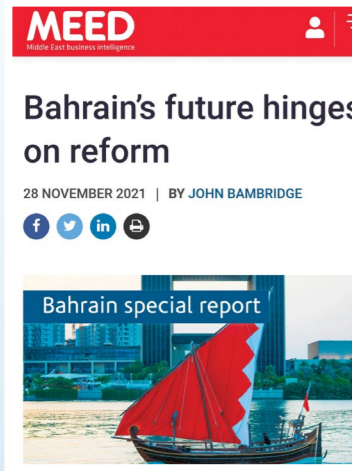 MEED
Middle East business intelligence
Bahrain's future hinges
on reform
28 NOVEMBER 2021 | BY JOHN BAMBRIDGE
f in
Bahrain special report